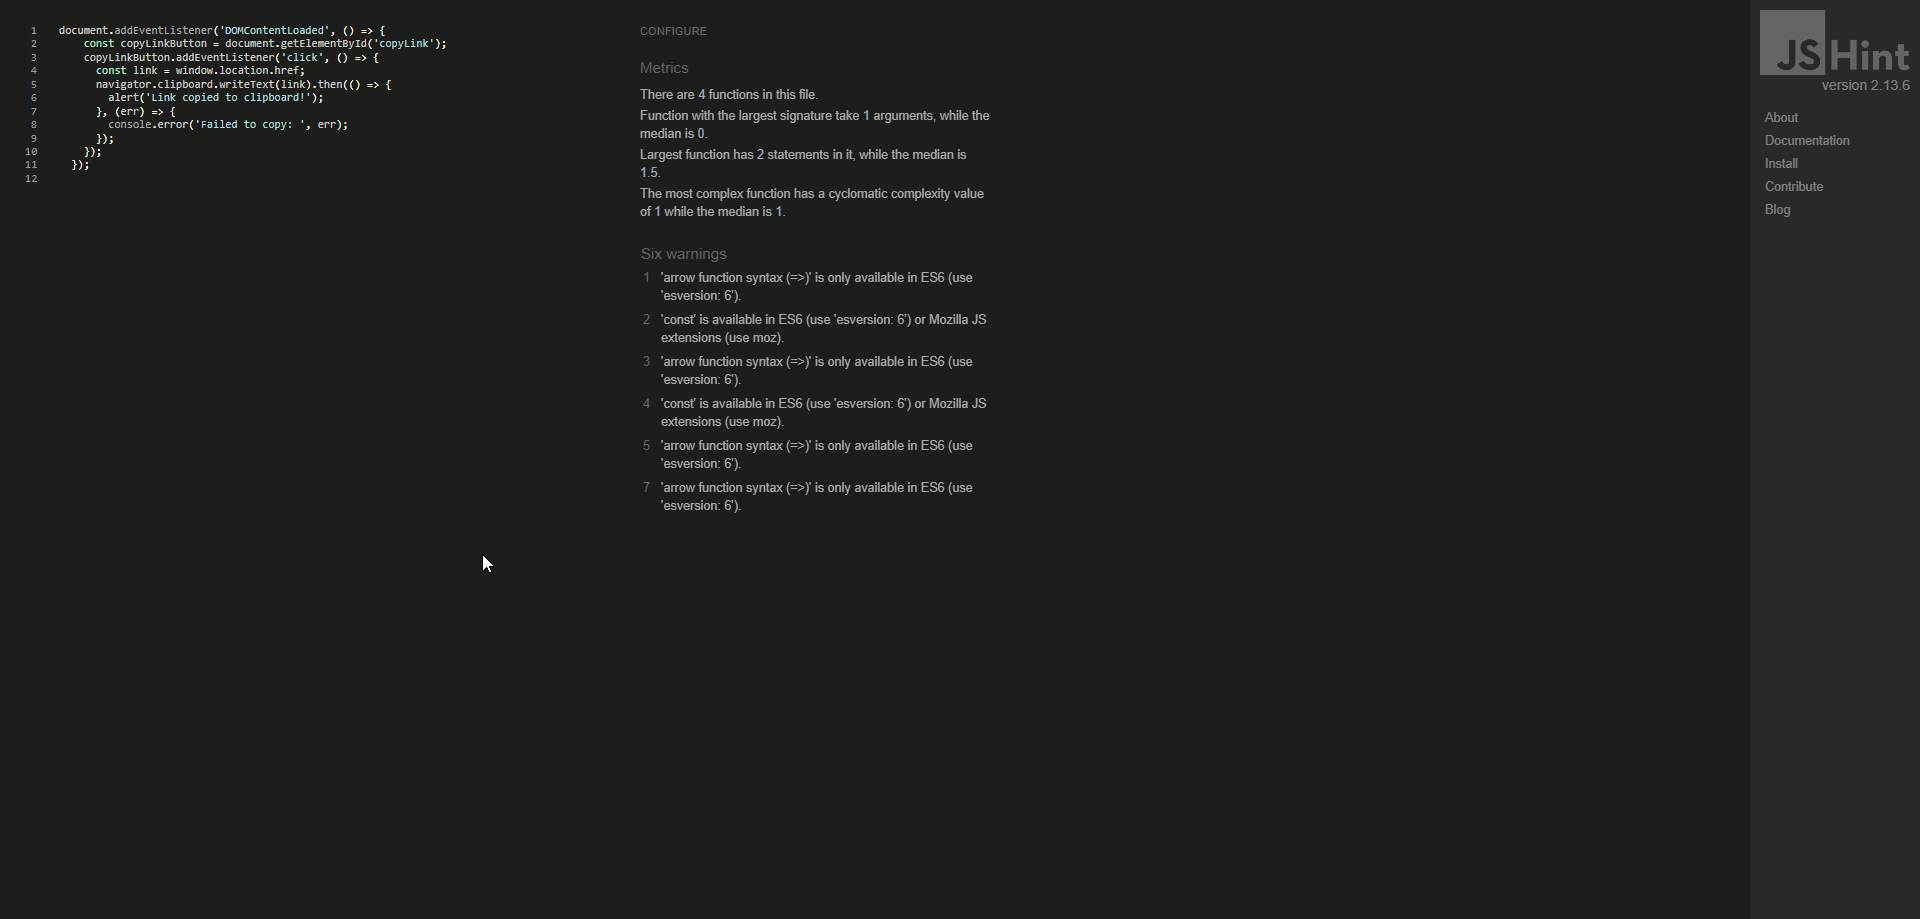 1 document.addEventListener('DOMContentLoaded', () => {
2 const copyLinkButton = document.getElementById('copyLink');
3 copyLinkButton.addEventListener('click', () => {
4 const link = window.location.href;
5 navigator.clipboard.writeText(link).then(() => {
6 alert('Link copied to clipboard!');
7 }, (err) => {
8 console.error('Failed to copy: ', err);
9 });
10 });
11 });
12
CONFIGURE
Metrics
There are 4 functions in this file.
Function with the largest signature take 1 arguments, while the
median is 0.
Largest function has 2 statements in it, while the median is
1.5.
The most complex function has a cyclomatic complexity value
of 1 while the median is 1.
Six warnings
1 'arrow function syntax (=>)' is only available in ES6 (use
'esversion: 6').
2 'const' is available in ES6 (use 'esversion: 6') or Mozilla JS
extensions (use moz).
3 'arrow function syntax (=>)' is only available in ES6 (use
'esversion: 6').
4 'const' is available in ES6 (use 'esversion: 6') or Mozilla JS
extensions (use moz).
5 'arrow function syntax (=>)' is only available in ES6 (use
'esversion: 6').
7 'arrow function syntax (=>)' is only available in ES6 (use
'esversion: 6').
JSHint
version 2.13.6
About
Documentation
Install
Contribute
Blog